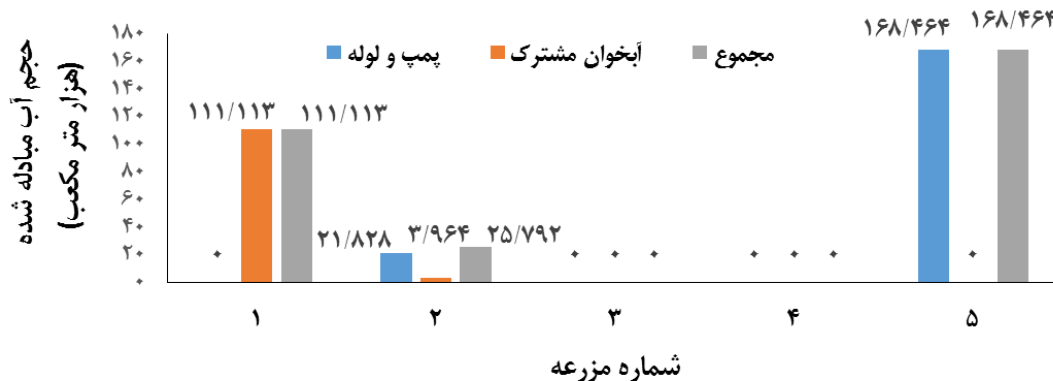 حجم آب مبادله شده
(هزار متر مکعب)
۱۸۰
۱۶۰
۱۴۰
۱۲۰
۱۰۰
۸۰
۶۰
۴۰
۲۰
۰
پمپ و لوله آبخوان مشترک مجموع
۰ ۱۱۱/۱۱۳ ۱۱۱/۱۱۳
۲۱/۸۲۸ ۳/۹۶۴ ۲۵/۷۹۲
۰ ۰ ۰
۰ ۰ ۰
۱۶۸/۴۶۴ ۰ ۱۶۸/۴۶۴
۱ ۲ ۳ ۴ ۵
شماره مزرعه